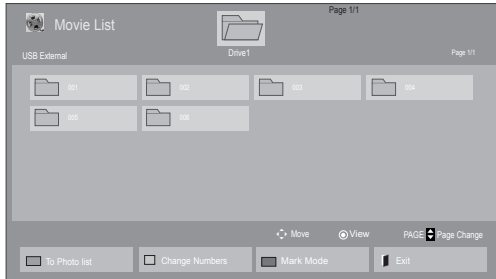 Page 1/1
Movie List
Drive1
USB External
Page 1/1
001 002 003 004
005 006
Move View PAGE Page Change
To Photo list Change Numbers Mark Mode Exit